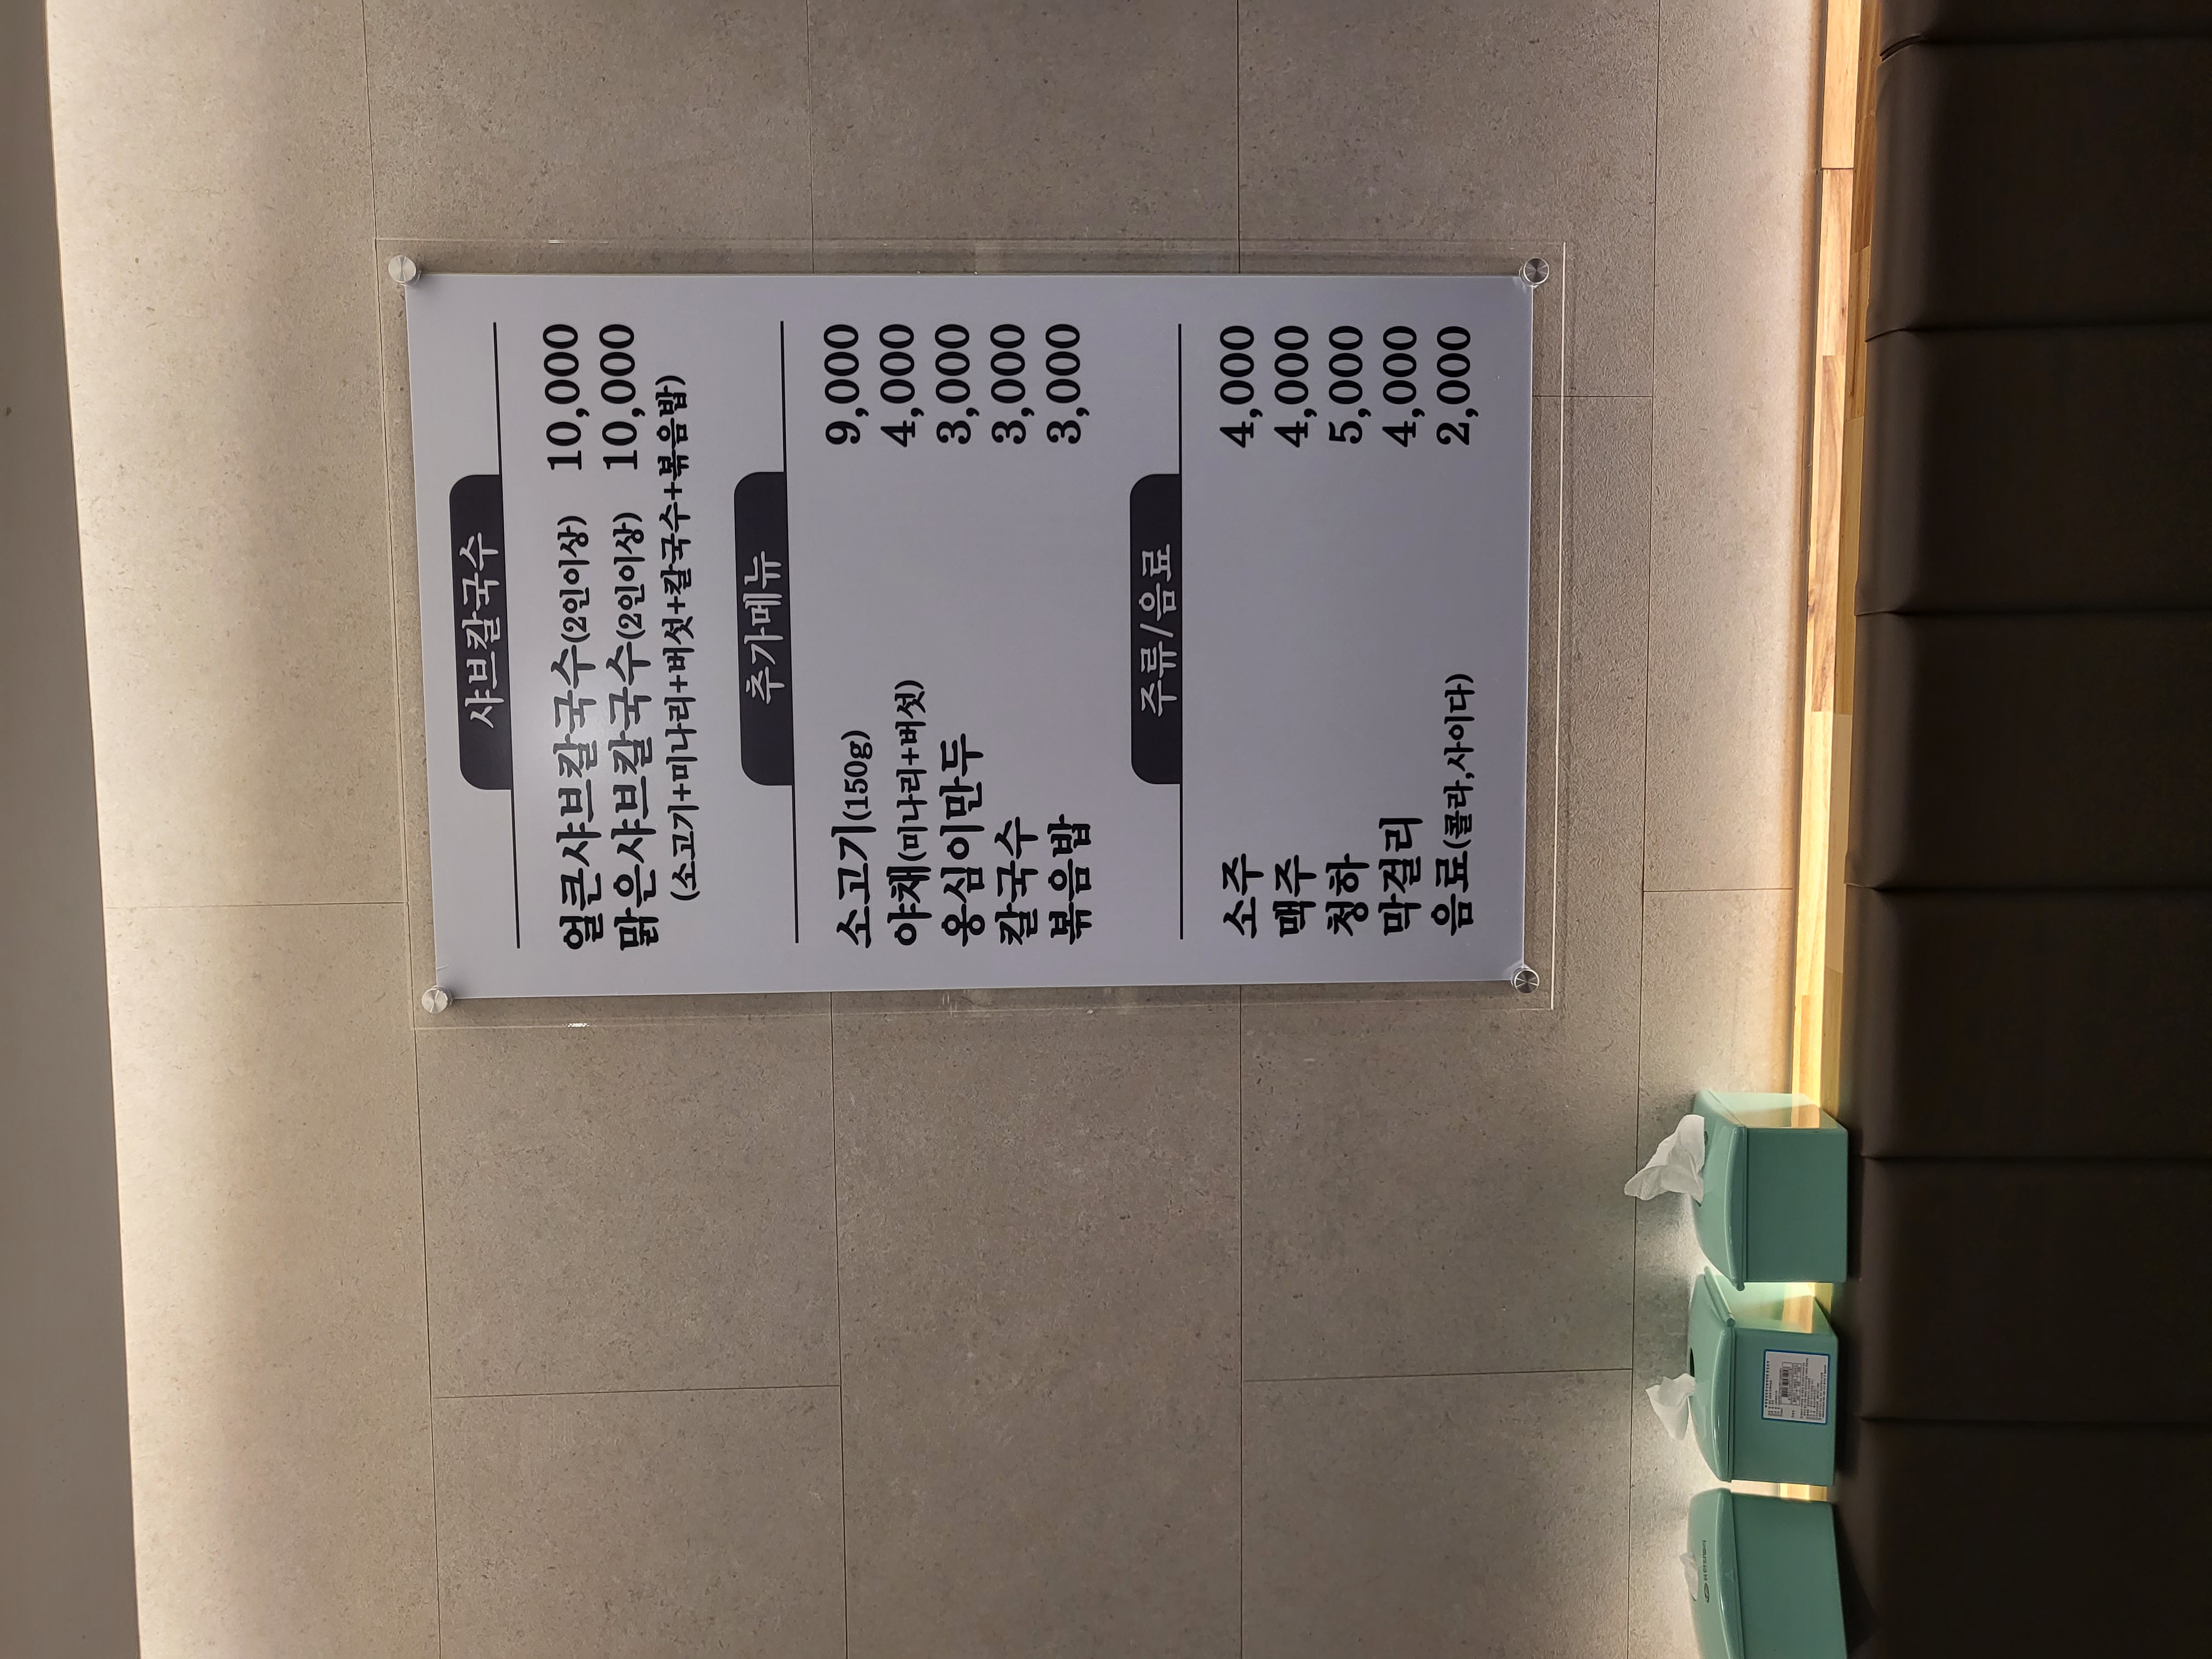 샤브칼국수
얼큰샤브칼국수(2인이상) 10,000
맑은샤브칼국수(2인이상) 10,000
(소고기+미나리+버섯+칼국수+볶음밥)
추가메뉴
소고기(150g) 9,000
야채(미나리+버섯) 4,000
옹심이만두 3,000
칼국수 3,000
볶음밥 3,000
주류/음료
소주 4,000
맥주 4,000
청하 5,000
막걸리 4,000
음료(콜라,사이다) 2,000